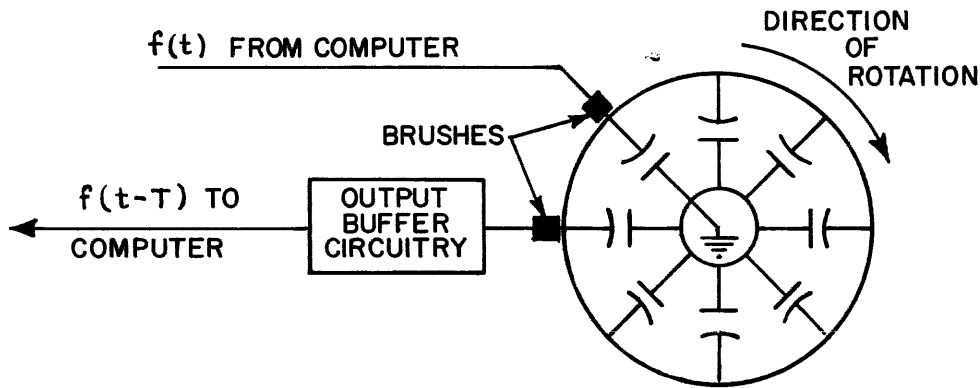 f(t) FROM COMPUTER
DIRECTION
OF
ROTATION
BRUSHES
f(t-T) TO
COMPUTER
OUTPUT
BUFFER
CIRCUITRY